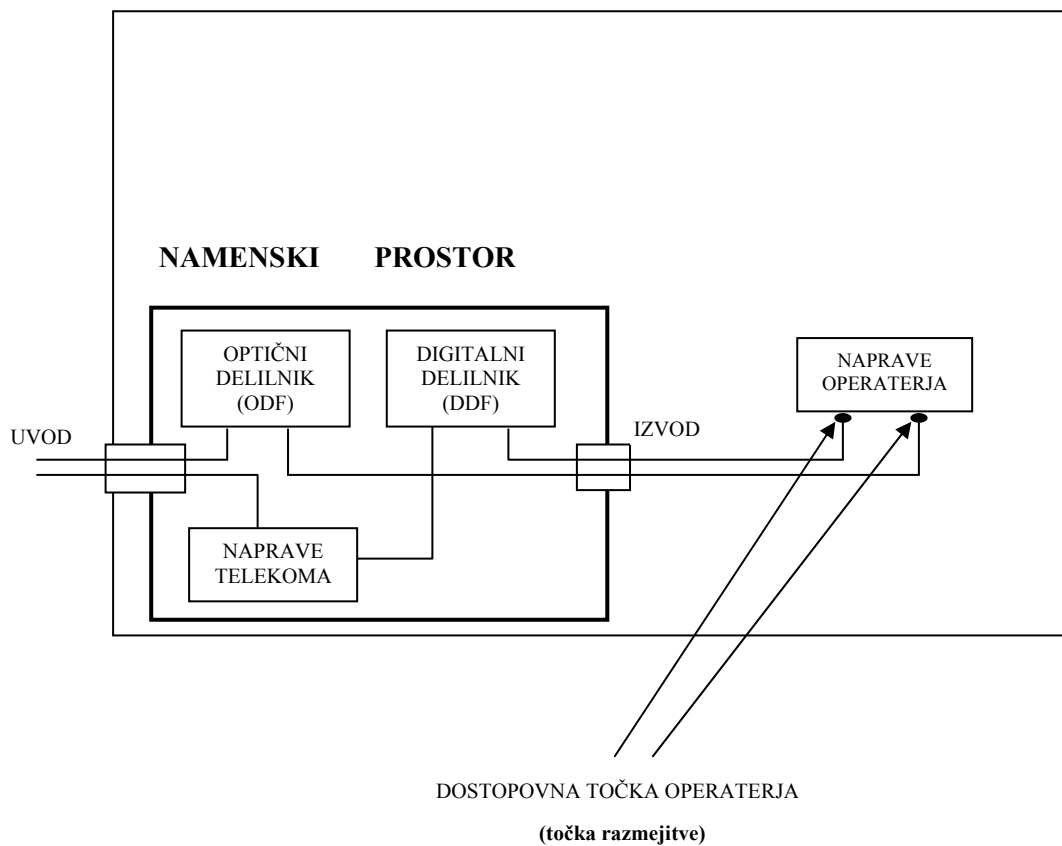 NAMENSKI PROSTOR
OPTIČNI
DELILNIK
(ODF)
DIGITALNI
DELILNIK
(DDF)
NAPRAVE
OPERATERJA
UVOD
IZVOD
NAPRAVE
TELEKOMA
DOSTOPOVNA TOČKA OPERATERJA
(točka razmejitve)